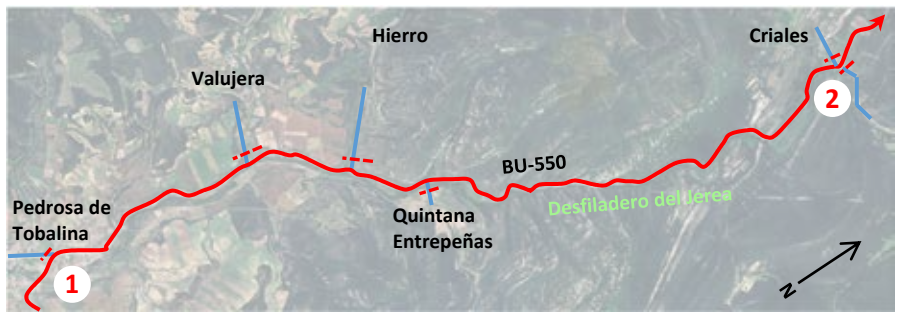 Hierro
Criales
Valujera
2
BU-550
Desfiladero del Jerea
Pedrosa de
Tobalina
Quintana
Entrepeñas
1
N